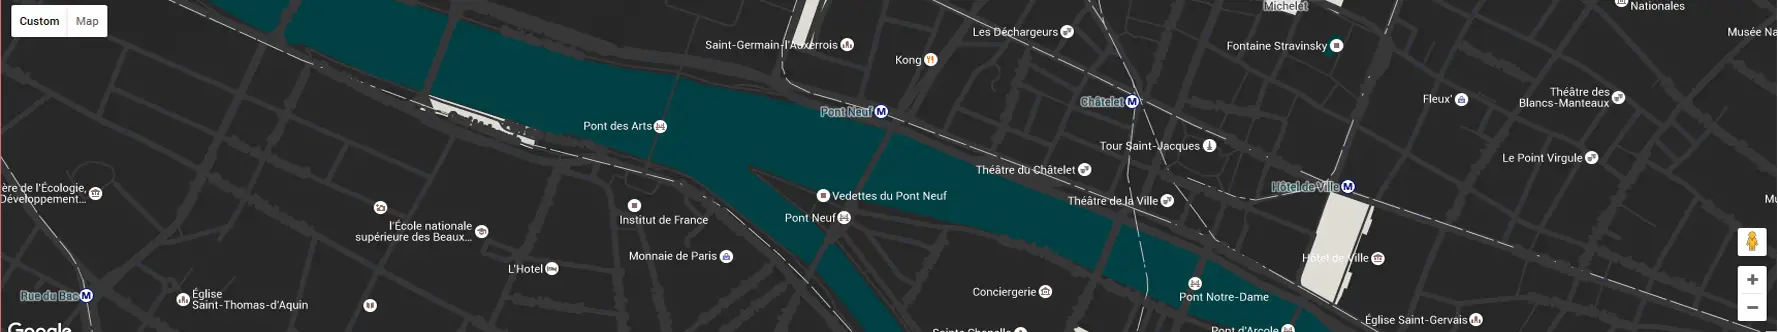 Custom Map
Michelet
Nationales
Les Déchargeurs
Musée Na
Saint-Germain-l'Auxerrois
Fontaine Stravinsky
Kong
Théâtre des
Blancs-Manteaux
Fleux'
Châtelet
Pont Neuf
Pont des Arts
Tour Saint-Jacques
Le Point Virgule
Théâtre du Châtelet
ère de l'Écologie,
Développement...
Hôtel de Ville
Vedettes du Pont Neuf
Théâtre de la Ville
Mu
Institut de France
Pont Neuf
l'École nationale
supérieure des Beaux...
Monnaie de Paris
Hôtel de Ville
L'Hotel
Conciergerie
Rue du Bac
Église
Saint-Thomas-d'Aquin
Pont Notre-Dame
Église Saint-Gervais
Google
Sainte Chapelle
Pont d'Arcole